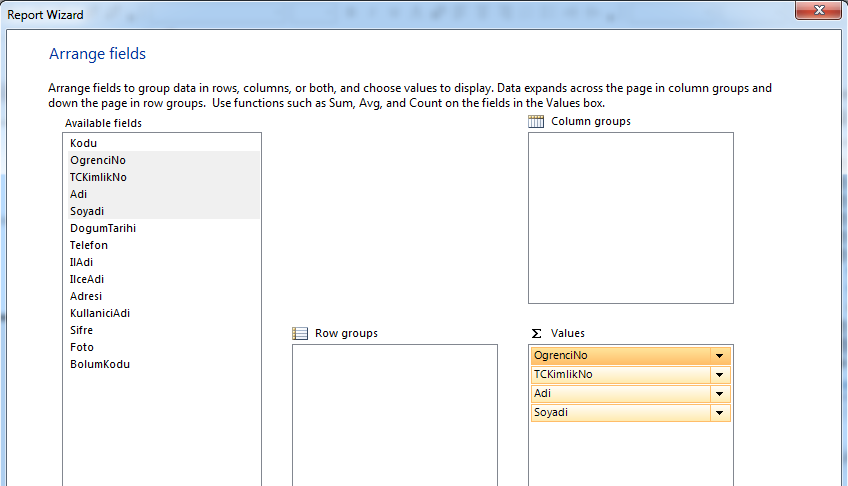 Report Wizard
Arrange fields
Arrange fields to group data in rows, columns, or both, and choose values to display. Data expands across the page in column groups and
down the page in row groups. Use functions such as Sum, Avg, and Count on the fields in the Values box.
Available fields
Kodu
OgrenciNo
TCKimlikNo
Adi
Soyadi
DogumTarihi
Telefon
IlAdi
IlceAdi
Adresi
KullaniciAdi
Sifre
Foto
BolumKodu
Column groups
Row groups
Σ Values
OgrenciNo
TCKimlikNo
Adi
Soyadi